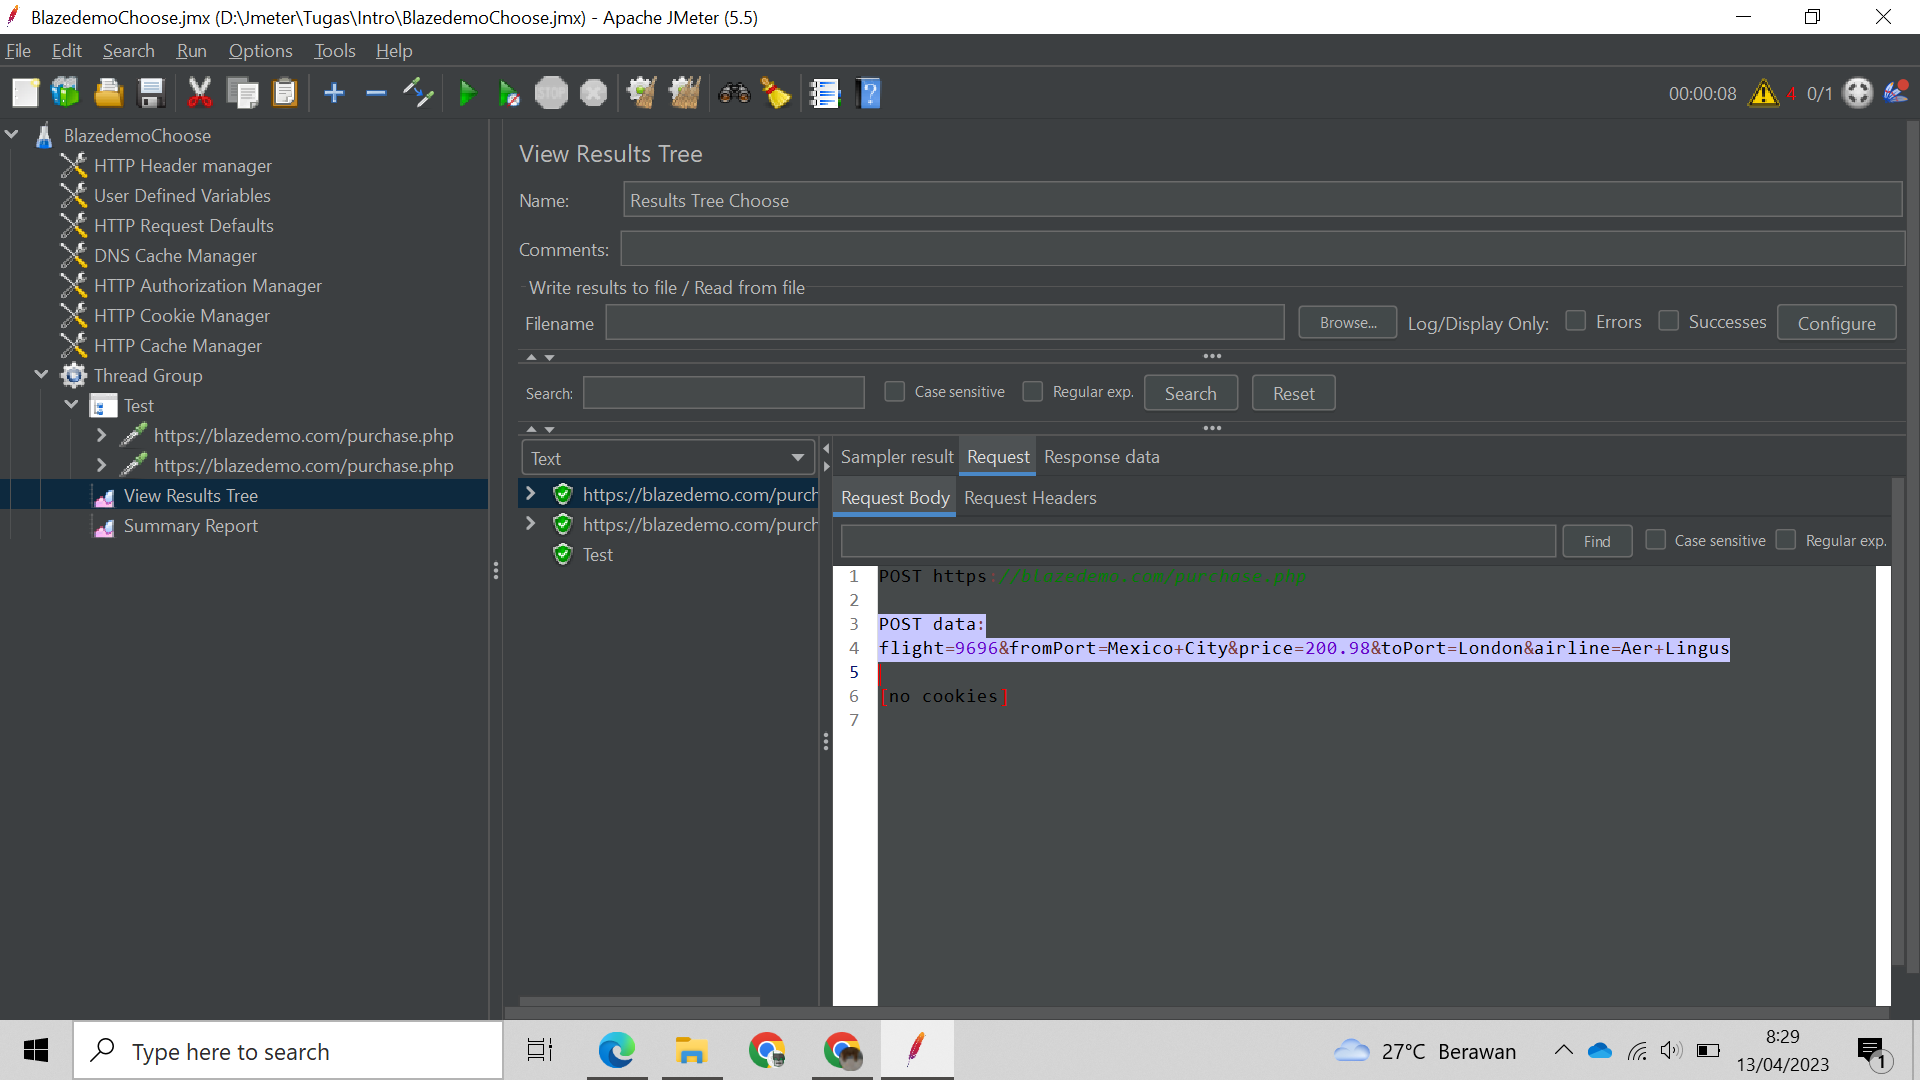 BlazedemoChoose.jmx (D:\Jmeter\Tugas\Intro\BlazedemoChoose.jmx) - Apache JMeter (5.5)
File Edit Search Run Options Tools Help
STOP
00:00:08 4 0/1
BlazedemoChoose
HTTP Header manager
User Defined Variables
HTTP Request Defaults
DNS Cache Manager
HTTP Authorization Manager
HTTP Cookie Manager
HTTP Cache Manager
Thread Group
Test
https://blazedemo.com/purchase.php
https://blazedemo.com/purchase.php
View Results Tree
Summary Report
View Results Tree
Name: Results Tree Choose
Comments:
Write results to file / Read from file
Filename Browse... Log/Display Only: Errors Successes Configure
Search: Case sensitive Regular exp. Search Reset
Text
https://blazedemo.com/purch
https://blazedemo.com/purch
Test
Sampler result Request Response data
Request Body Request Headers
Find Case sensitive Regular exp.
1 POST https://blazedemo.com/purchase.php
2
3 POST data:
4 flight=9696&fromPort=Mexico+City&price=200.98&toPort=London&airline=Aer+Lingus
5
6 [no cookies]
7
Type here to search
27°C Berawan
8:29
13/04/2023
1